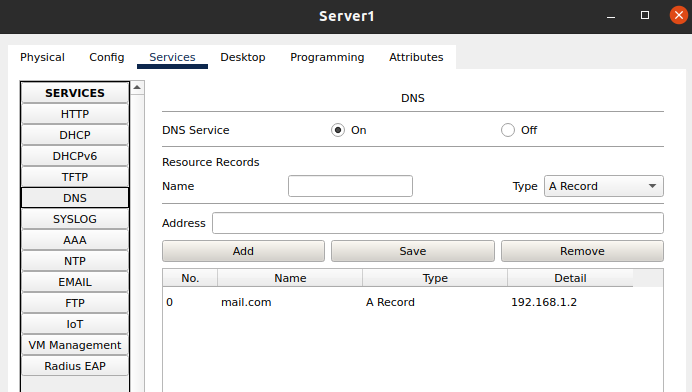 Server1
Physical Config Services Desktop Programming Attributes
SERVICES
HTTP
DHCP
DHCPv6
TFTP
DNS
SYSLOG
AAA
NTP
EMAIL
FTP
IoT
VM Management
Radius EAP
DNS
DNS Service On Off
Resource Records
Name Type A Record
Address
Add Save Remove
No. Name Type Detail
0 mail.com A Record 192.168.1.2